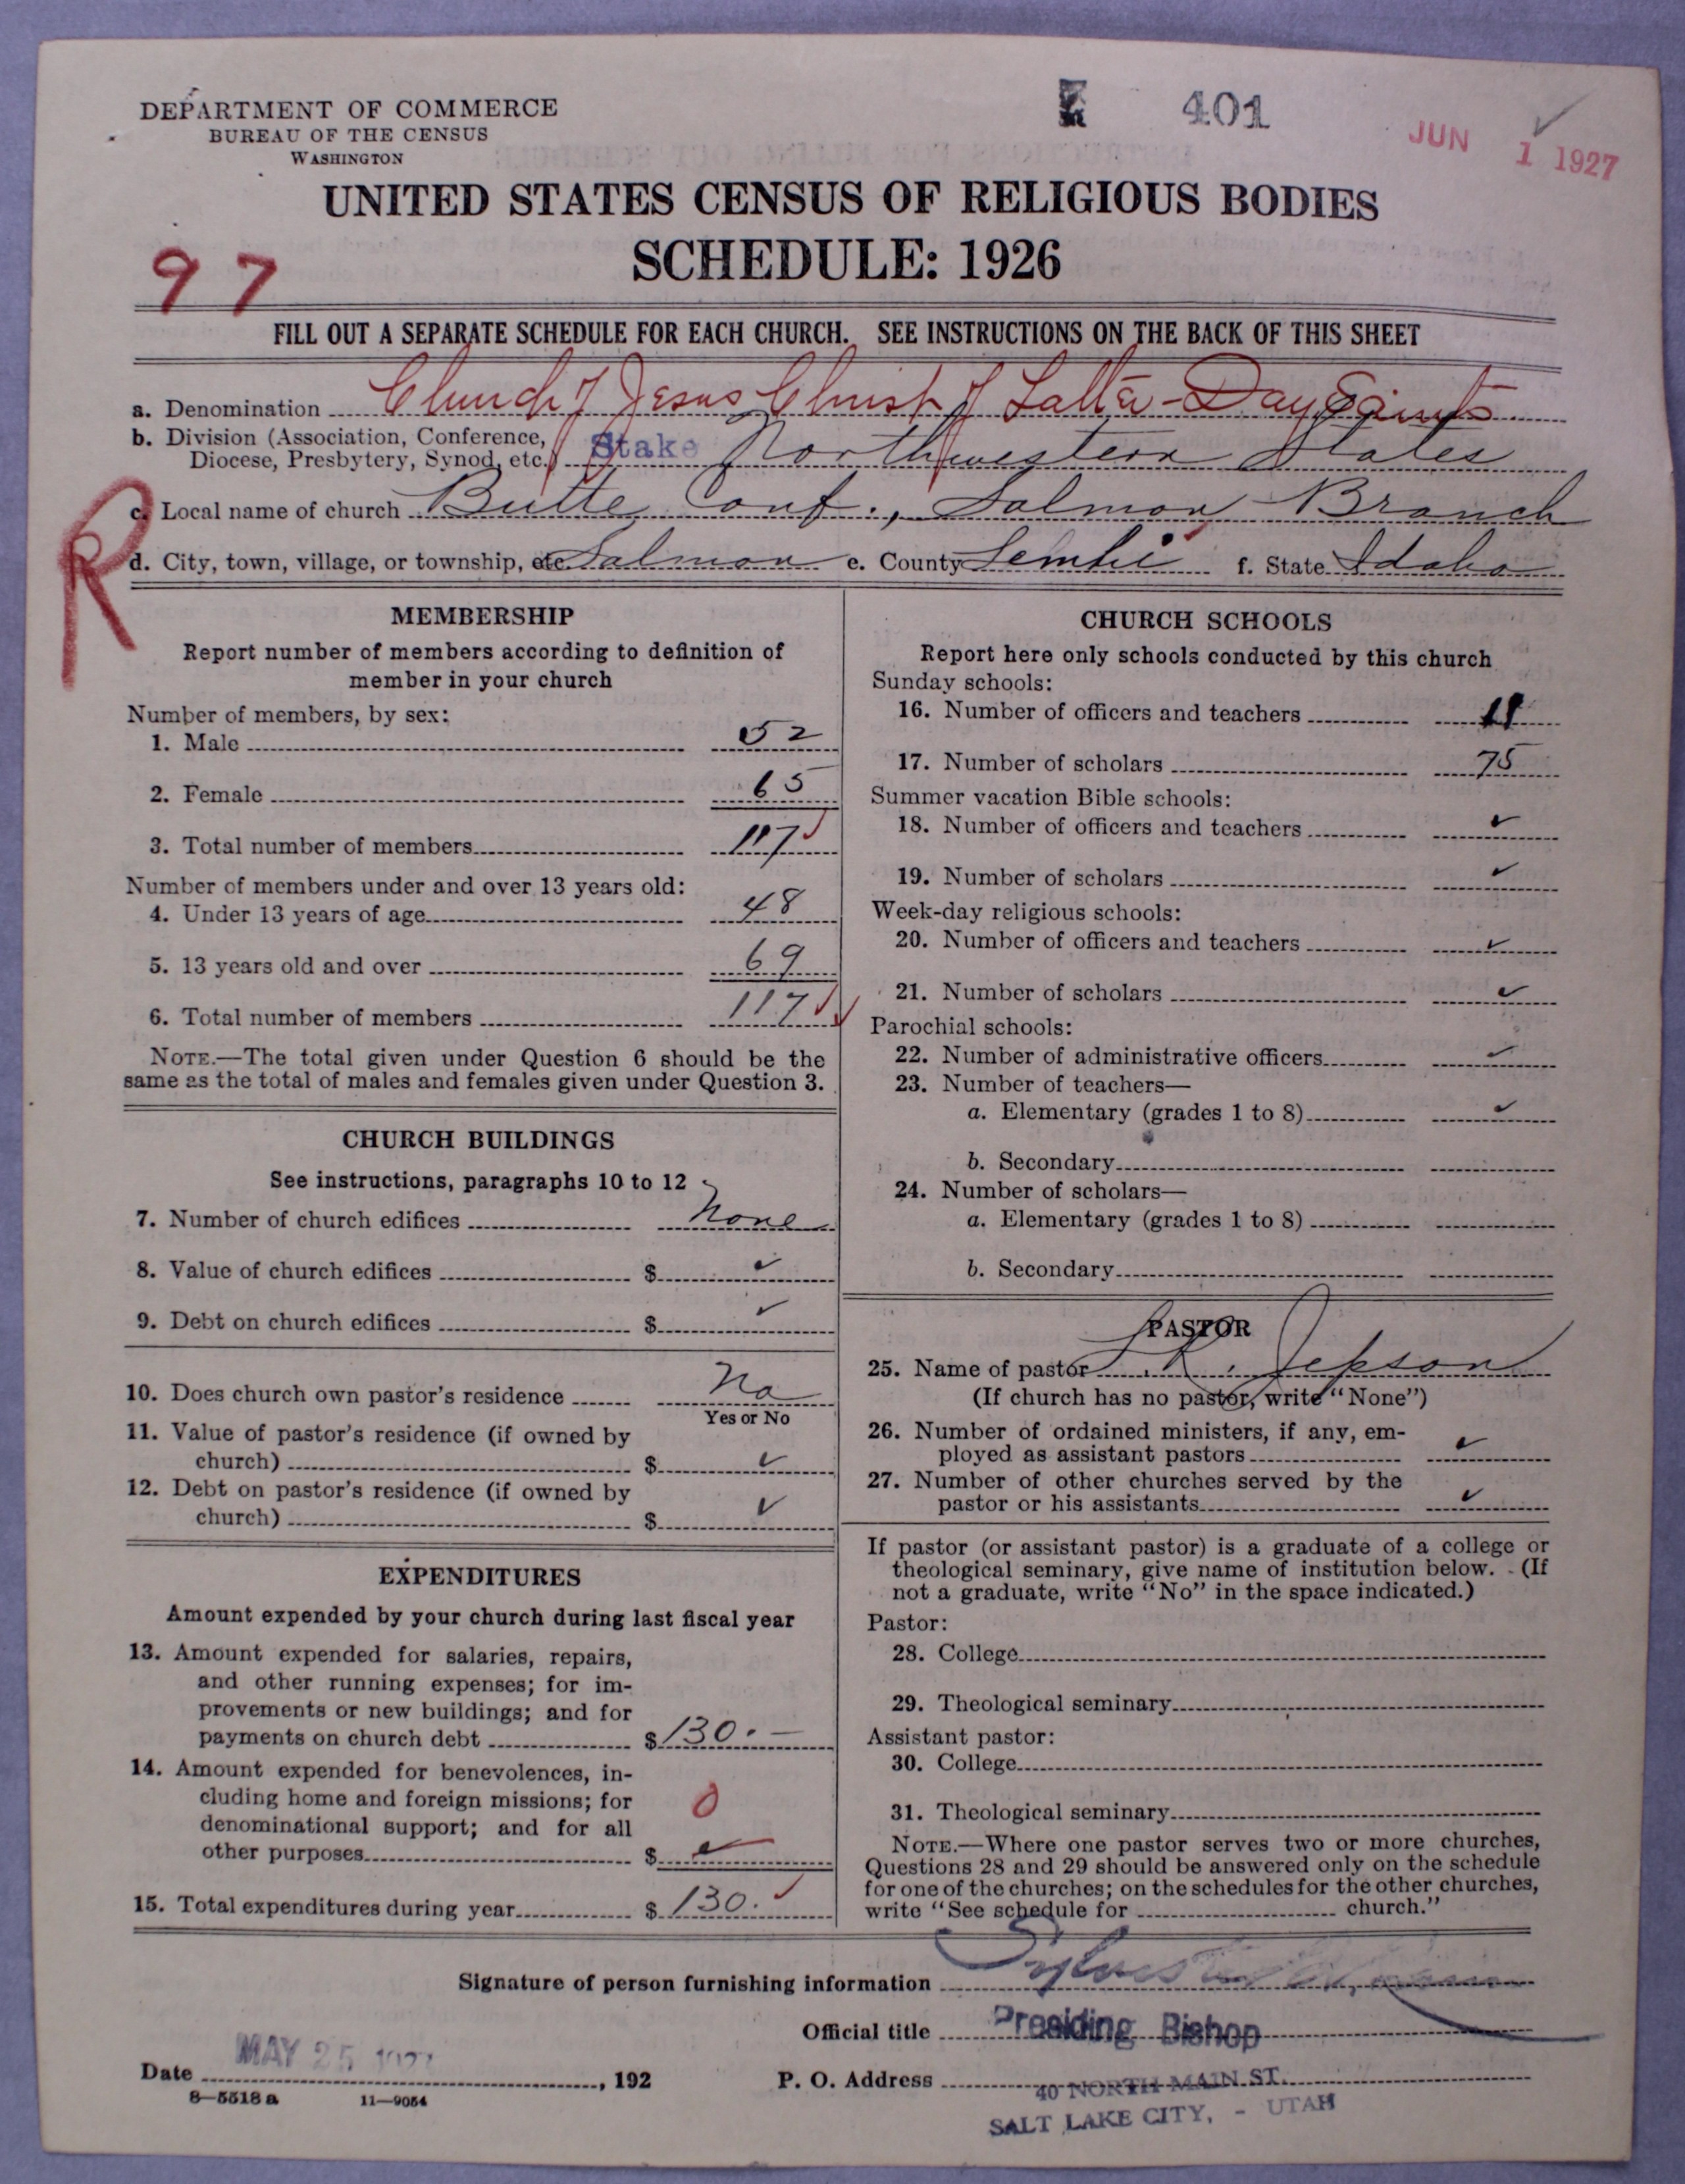 DEPARTMENT OF COMMERCE
BUREAU OF THE CENSUS
WASHINGTON
401
JUN 1 1927
UNITED STATES CENSUS OF RELIGIOUS BODIES
SCHEDULE: 1926
97
FILL OUT A SEPARATE SCHEDULE FOR EACH CHURCH. SEE INSTRUCTIONS ON THE BACK OF THIS SHEET
a. Denomination Church of Jesus Christ of Latter-Day Saints
b. Division (Association, Conference,
Diocese, Presbytery, Synod, etc.) Stake Northwestern States
R
c. Local name of church Butte Conf., Salmon Branch
d. City, town, village, or township, etc. Salmon e. County Lemhi f. State Idaho
MEMBERSHIP
Report number of members according to definition of
member in your church
Number of members, by sex:
1. Male 52
2. Female 65
3. Total number of members 117
Number of members under and over 13 years old:
4. Under 13 years of age 48
5. 13 years old and over 69
6. Total number of members 117
NOTE.—The total given under Question 6 should be the
same as the total of males and females given under Question 3.
CHURCH BUILDINGS
See instructions, paragraphs 10 to 12
7. Number of church edifices None
8. Value of church edifices $ ✓
9. Debt on church edifices $ ✓
10. Does church own pastor's residence No
Yes or No
11. Value of pastor's residence (if owned by
church) $ ✓
12. Debt on pastor's residence (if owned by
church) $ ✓
EXPENDITURES
Amount expended by your church during last fiscal year
13. Amount expended for salaries, repairs,
and other running expenses; for im-
provements or new buildings; and for
payments on church debt $ 130.—
14. Amount expended for benevolences, in-
cluding home and foreign missions; for
denominational support; and for all
other purposes $ ✓
0
15. Total expenditures during year $ 130.
CHURCH SCHOOLS
Report here only schools conducted by this church
Sunday schools:
16. Number of officers and teachers
17. Number of scholars 75
Summer vacation Bible schools:
18. Number of officers and teachers ✓
19. Number of scholars ✓
Week-day religious schools:
20. Number of officers and teachers ✓
21. Number of scholars ✓
Parochial schools:
22. Number of administrative officers ✓
23. Number of teachers—
a. Elementary (grades 1 to 8) ✓
b. Secondary
24. Number of scholars—
a. Elementary (grades 1 to 8)
b. Secondary
PASTOR
25. Name of pastor L. R. Jepson
(If church has no pastor, write "None")
26. Number of ordained ministers, if any, em-
ployed as assistant pastors ✓
27. Number of other churches served by the
pastor or his assistants ✓
If pastor (or assistant pastor) is a graduate of a college or
theological seminary, give name of institution below. (If
not a graduate, write "No" in the space indicated.)
Pastor:
28. College
29. Theological seminary
Assistant pastor:
30. College
31. Theological seminary
NOTE.—Where one pastor serves two or more churches,
Questions 28 and 29 should be answered only on the schedule
for one of the churches; on the schedules for the other churches,
write "See schedule for church."
Signature of person furnishing information
Official title Presiding Bishop
Date MAY 25 1927, 192
P. O. Address 40 NORTH MAIN ST.
SALT LAKE CITY, - UTAH
8—5518 a 11—9054